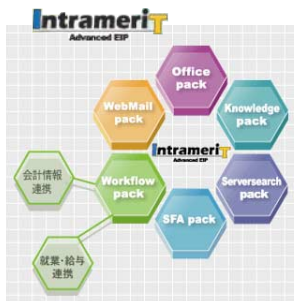 IntrameriT
Advanced EIP
Office
pack
WebMail
pack
Knowledge
pack
IntrameriT
Advanced EIP
会計情報
連携
Workflow
pack
Serversearch
pack
SFA pack
就業・給与
連携